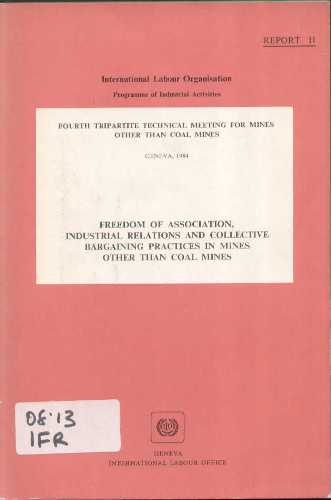 REPORT II
International Labour Organisation
Programme of Industrial Activities
FOURTH TRIPARTITE TECHNICAL MEETING FOR MINES
OTHER THAN COAL MINES
GENEVA, 1984
FREEDOM OF ASSOCIATION,
INDUSTRIAL RELATIONS AND COLLECTIVE
BARGAINING PRACTICES IN MINES
OTHER THAN COAL MINES
08.13
IFR
GENEVA
INTERNATIONAL LABOUR OFFICE